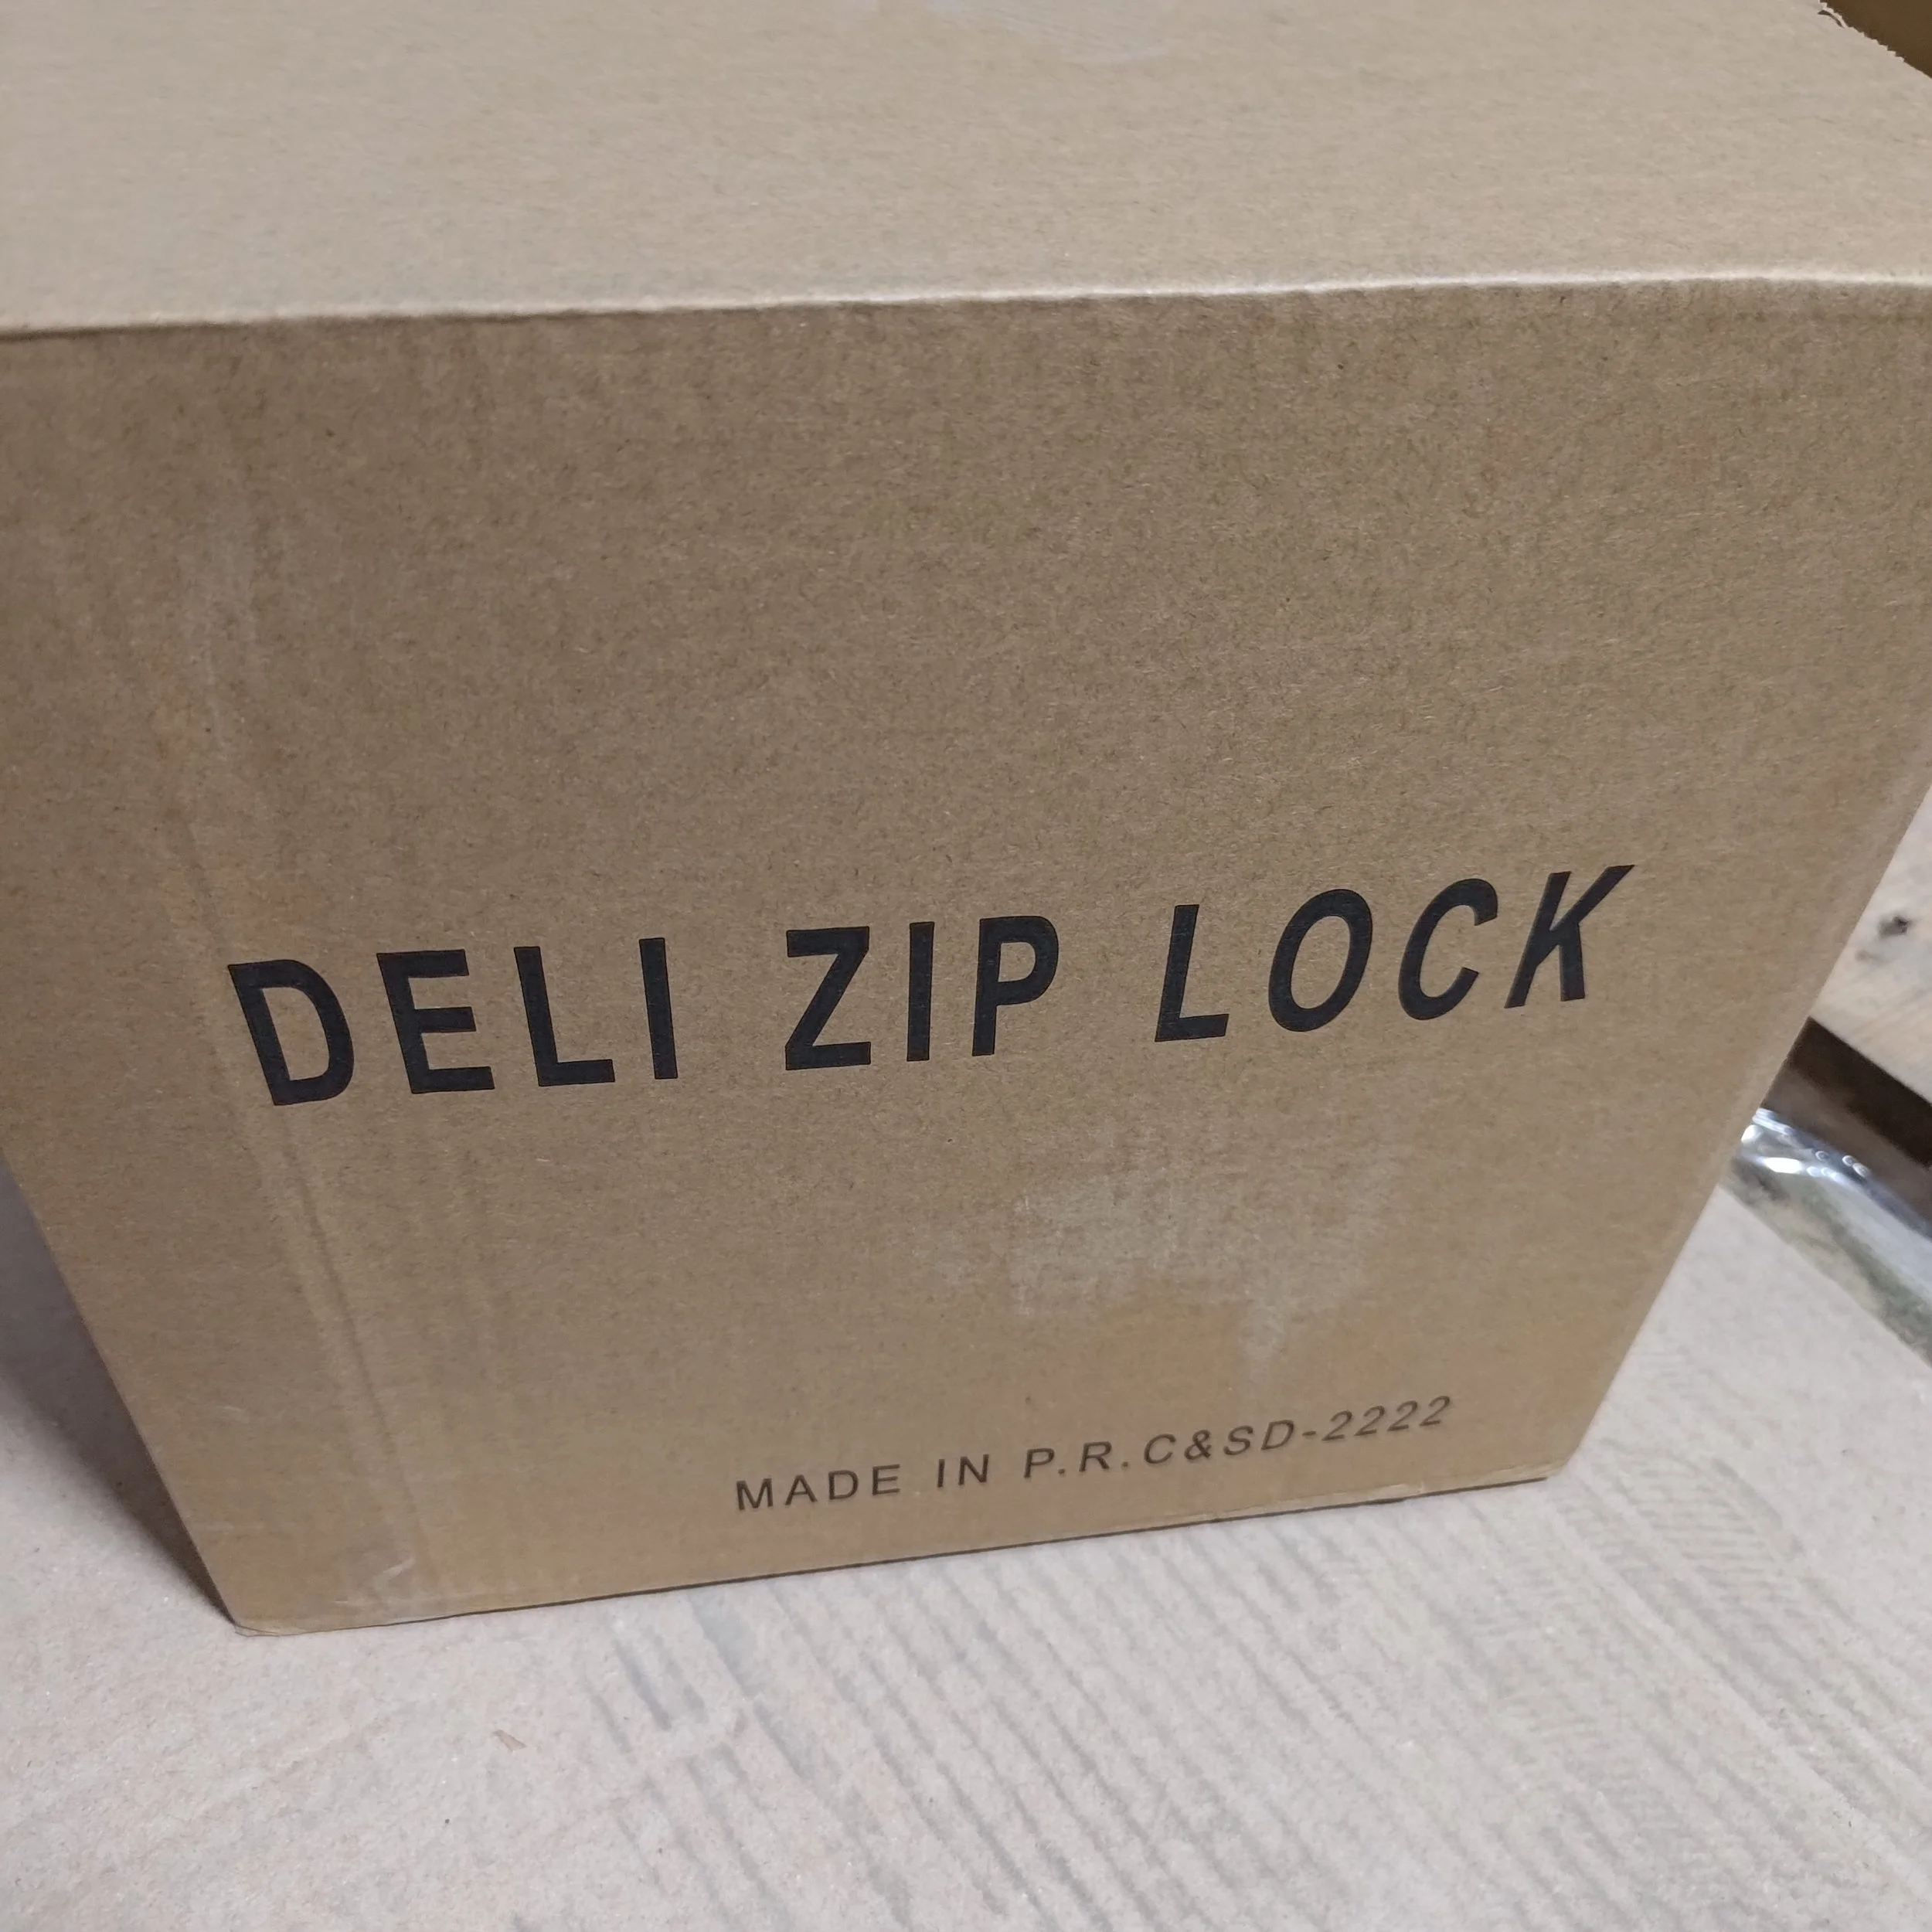 DELI ZIP LOCK
MADE IN P.R.C&SD-2222